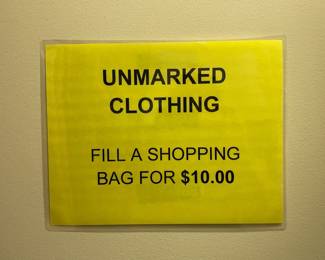 UNMARKED
CLOTHING
FILL A SHOPPING
BAG FOR $10.00